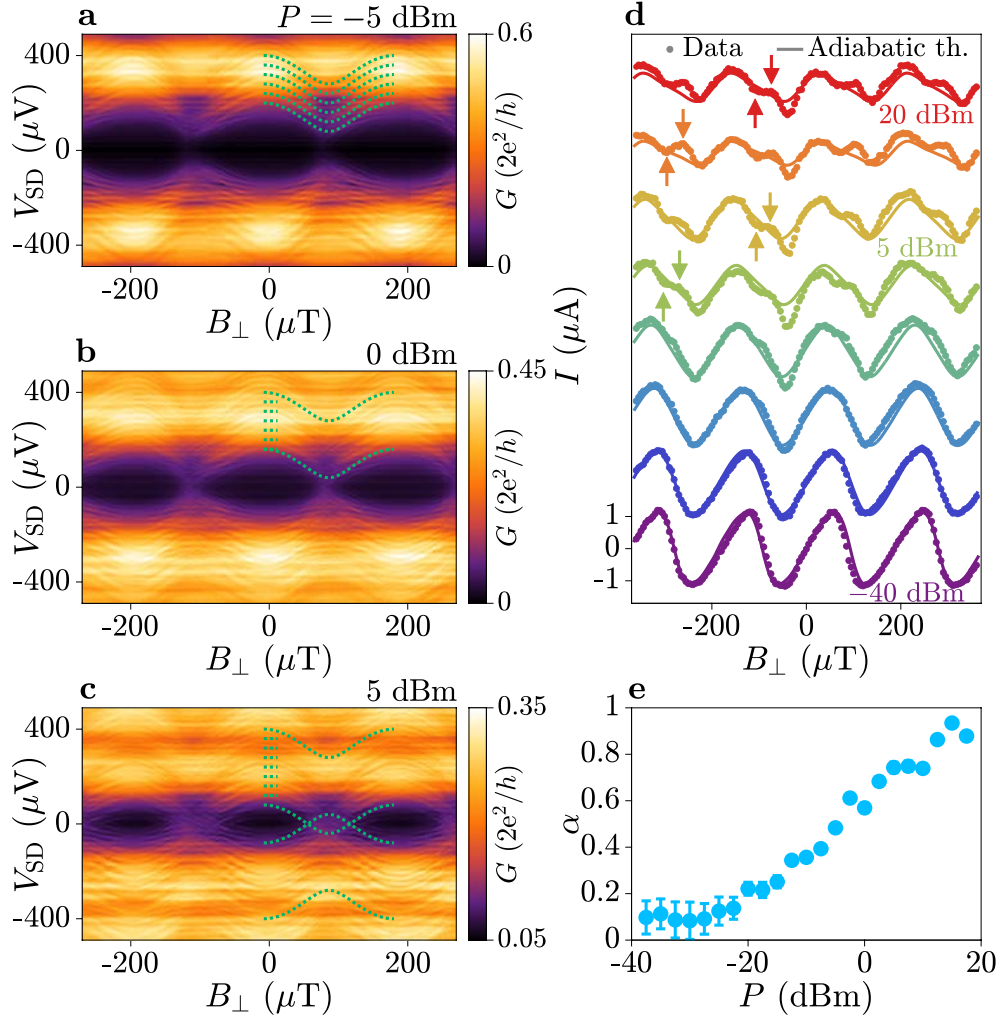 a
P = −5 dBm
400
0
-400
V_SD (µV)
-200
0
200
B_⊥ (µT)
0.6
0
G (2e²/h)
b
0 dBm
400
0
-400
V_SD (µV)
-200
0
200
B_⊥ (µT)
0.45
0
G (2e²/h)
c
5 dBm
400
0
-400
V_SD (µV)
-200
0
200
B_⊥ (µT)
0.35
0.05
G (2e²/h)
d
Data
Adiabatic th.
20 dBm
5 dBm
−40 dBm
I (µA)
1
0
-1
-200
0
200
B_⊥ (µT)
e
1
0.8
0.6
0.4
0.2
0
α
-40
-20
0
20
P (dBm)